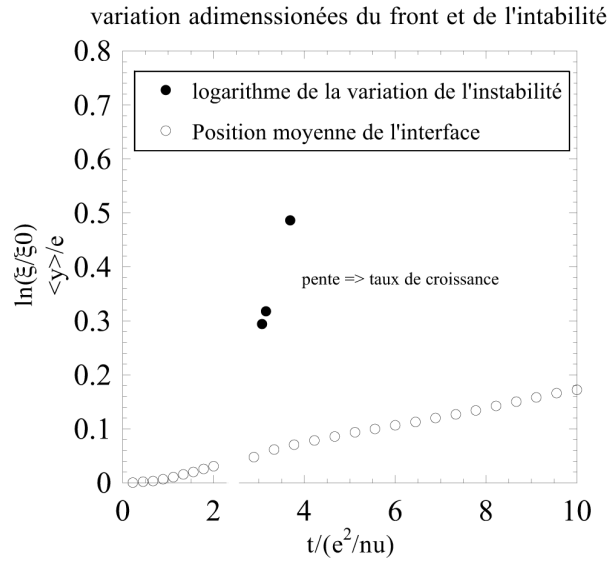 variation adimenssionées du front et de l'intabilité
0.8
0.7
0.6
0.5
0.4
0.3
0.2
0.1
0
logarithme de la variation de l'instabilité
Position moyenne de l'interface
pente => taux de croissance
ln(ξ/ξ0)
<y>/e
0 2 4 6 8 10
t/(e²/nu)